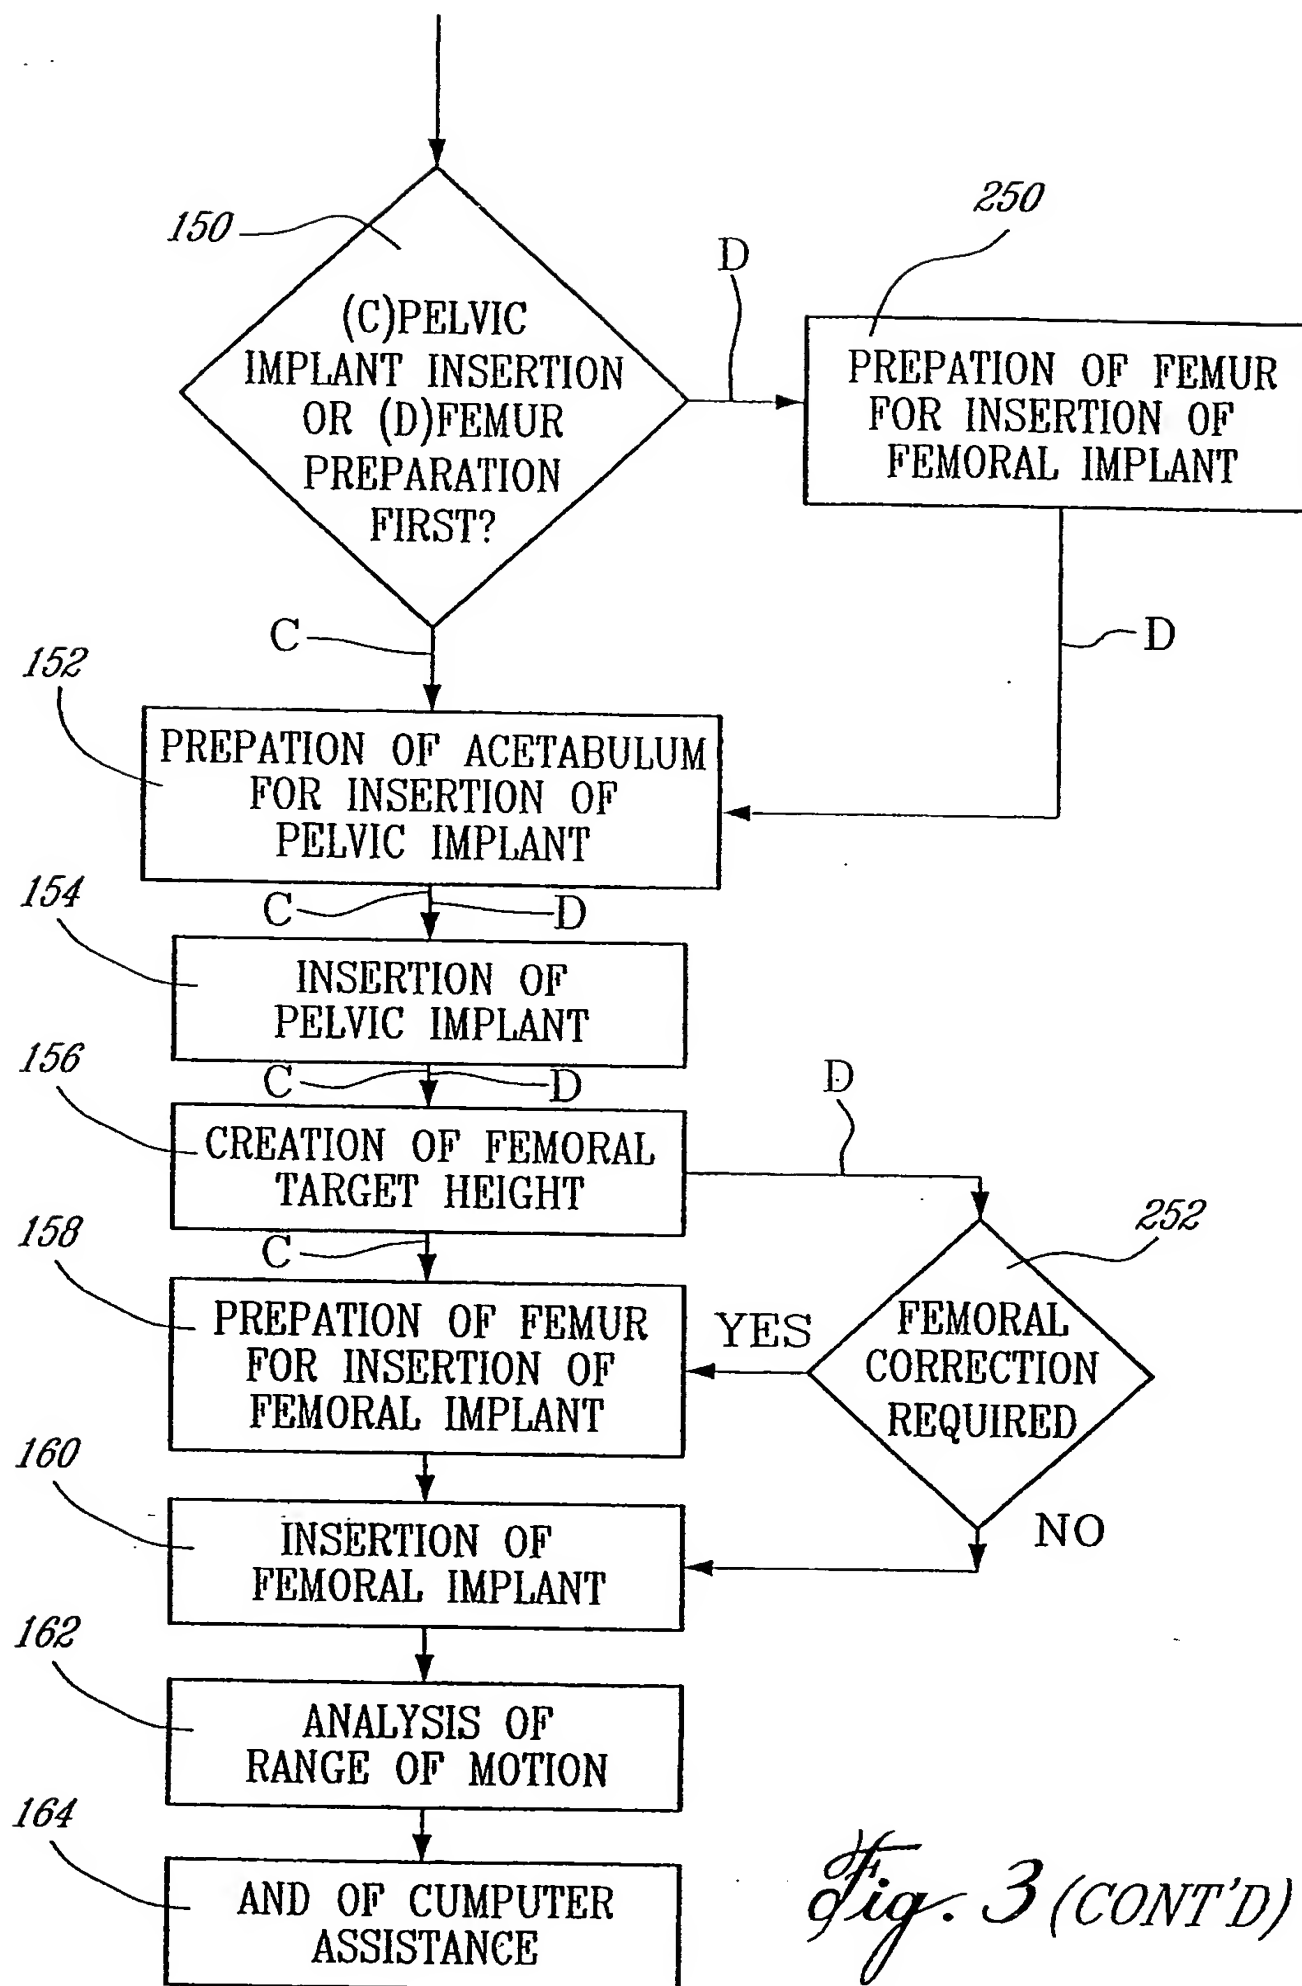 150
(C)PELVIC
IMPLANT INSERTION
OR (D)FEMUR
PREPARATION
FIRST?
D
250
PREPATION OF FEMUR
FOR INSERTION OF
FEMORAL IMPLANT
C
D
152
PREPATION OF ACETABULUM
FOR INSERTION OF
PELVIC IMPLANT
C
D
154
INSERTION OF
PELVIC IMPLANT
C
D
156
CREATION OF FEMORAL
TARGET HEIGHT
D
252
C
158
PREPATION OF FEMUR
FOR INSERTION OF
FEMORAL IMPLANT
YES
FEMORAL
CORRECTION
REQUIRED
NO
160
INSERTION OF
FEMORAL IMPLANT
162
ANALYSIS OF
RANGE OF MOTION
164
AND OF CUMPUTER
ASSISTANCE
Fig. 3 (CONT'D)